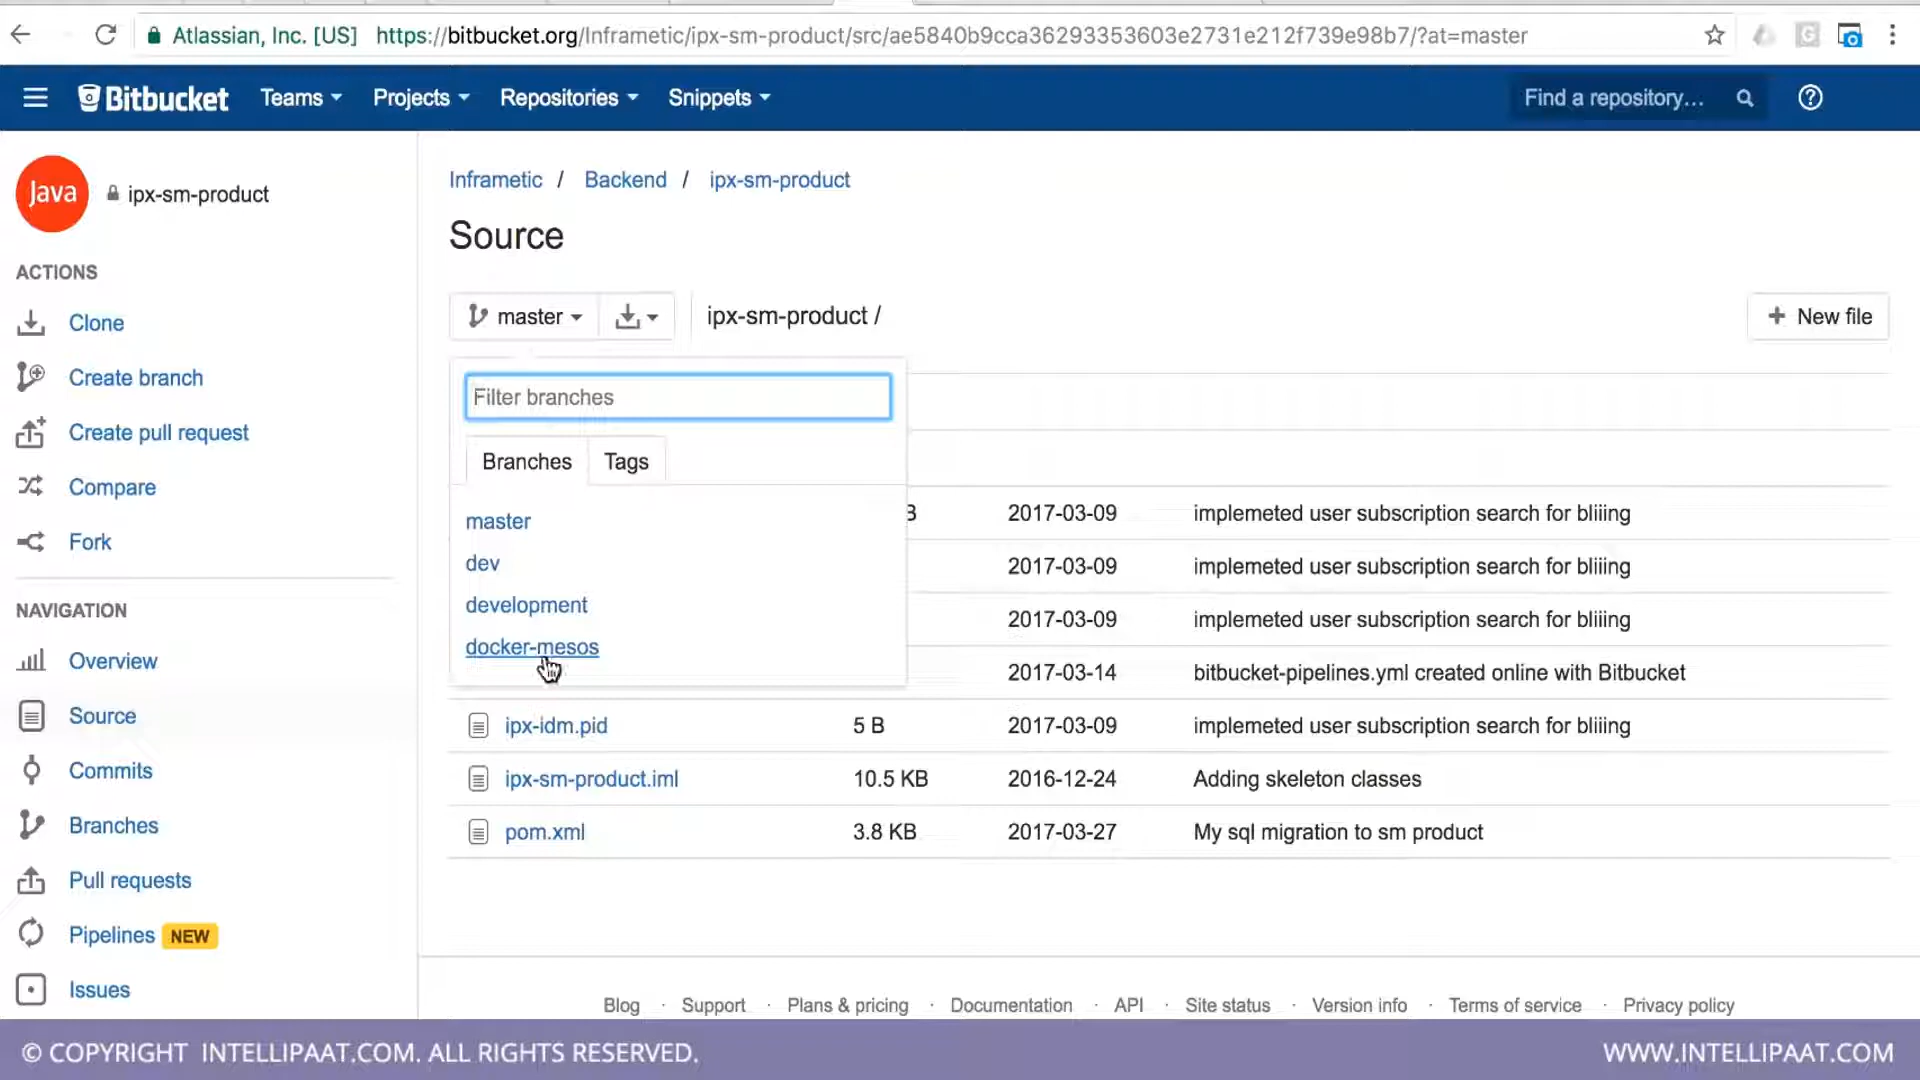 Atlassian, Inc. [US] https://bitbucket.org/Inframetic/ipx-sm-product/src/ae5840b9cca36293353603e2731e212f739e98b7/?at=master
Bitbucket Teams Projects Repositories Snippets Find a repository...
Java ipx-sm-product
ACTIONS
Clone
Create branch
Create pull request
Compare
Fork
NAVIGATION
Overview
Source
Commits
Branches
Pull requests
Pipelines NEW
Issues
Inframetic / Backend / ipx-sm-product
Source
master ipx-sm-product / + New file
Filter branches
Branches Tags
master
dev
development
docker-mesos
B 2017-03-09 implemeted user subscription search for bliiing
2017-03-09 implemeted user subscription search for bliiing
2017-03-09 implemeted user subscription search for bliiing
2017-03-14 bitbucket-pipelines.yml created online with Bitbucket
ipx-idm.pid 5 B 2017-03-09 implemeted user subscription search for bliiing
ipx-sm-product.iml 10.5 KB 2016-12-24 Adding skeleton classes
pom.xml 3.8 KB 2017-03-27 My sql migration to sm product
Blog · Support · Plans & pricing · Documentation · API · Site status · Version info · Terms of service · Privacy policy
© COPYRIGHT INTELLIPAAT.COM. ALL RIGHTS RESERVED. WWW.INTELLIPAAT.COM